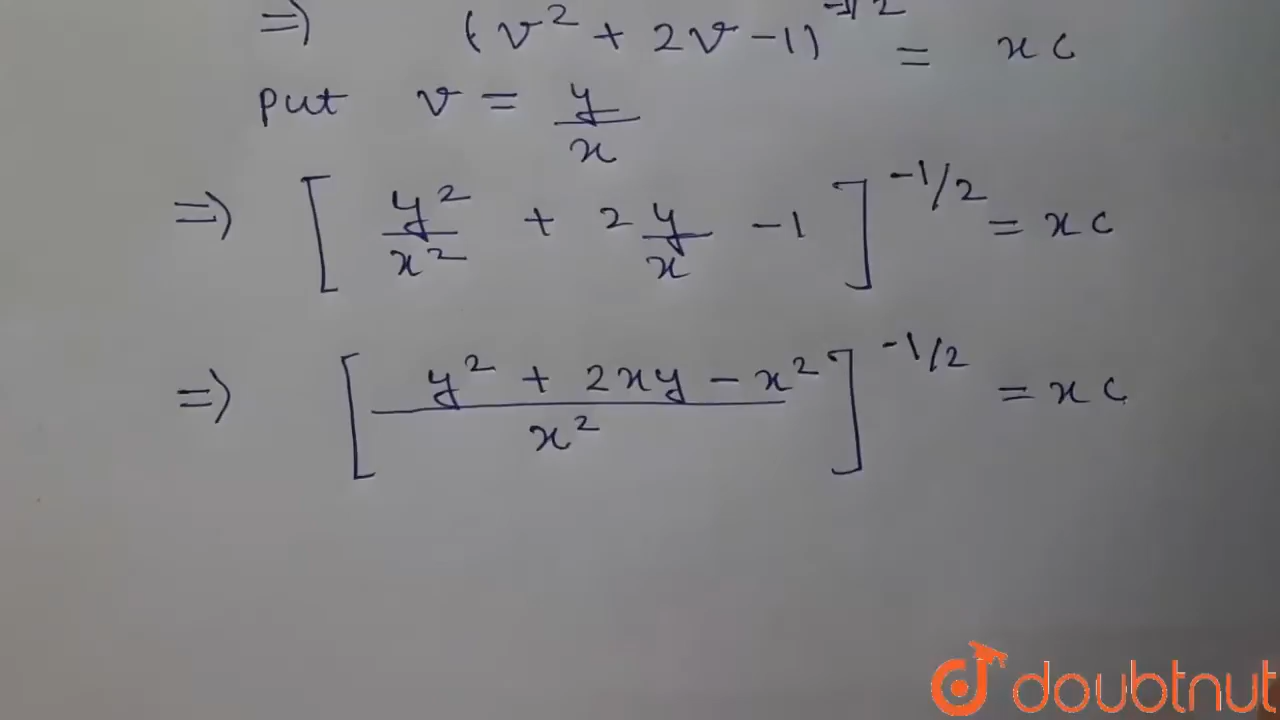 ⇒ (v² + 2v - 1)^-1/2 = xc
put v = y/x
⇒ [y²/x² + 2y/x - 1]^-1/2 = xc
⇒ [(y² + 2xy - x²)/x²]^-1/2 = xc
doubtnut